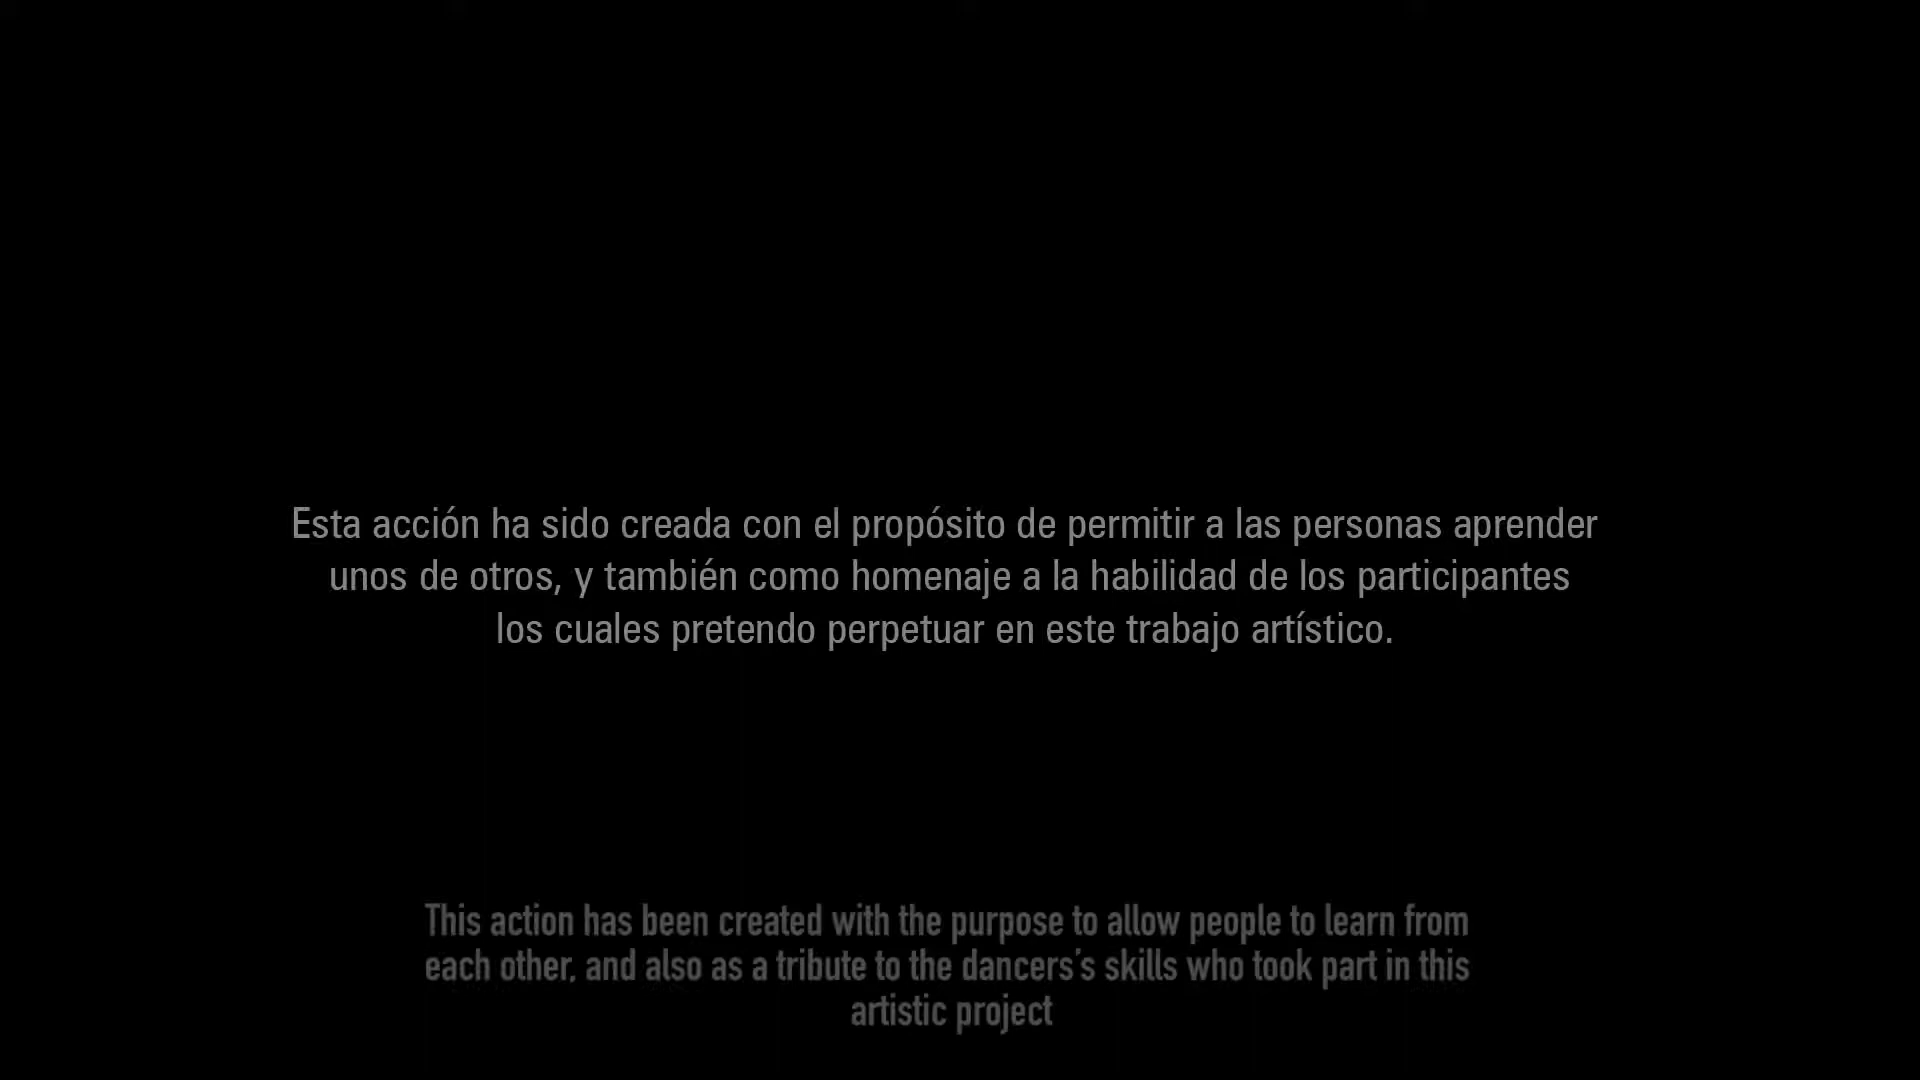 Esta acción ha sido creada con el propósito de permitir a las personas aprender
unos de otros, y también como homenaje a la habilidad de los participantes
los cuales pretendo perpetuar en este trabajo artístico.
This action has been created with the purpose to allow people to learn from
each other, and also as a tribute to the dancers's skills who took part in this
artistic project